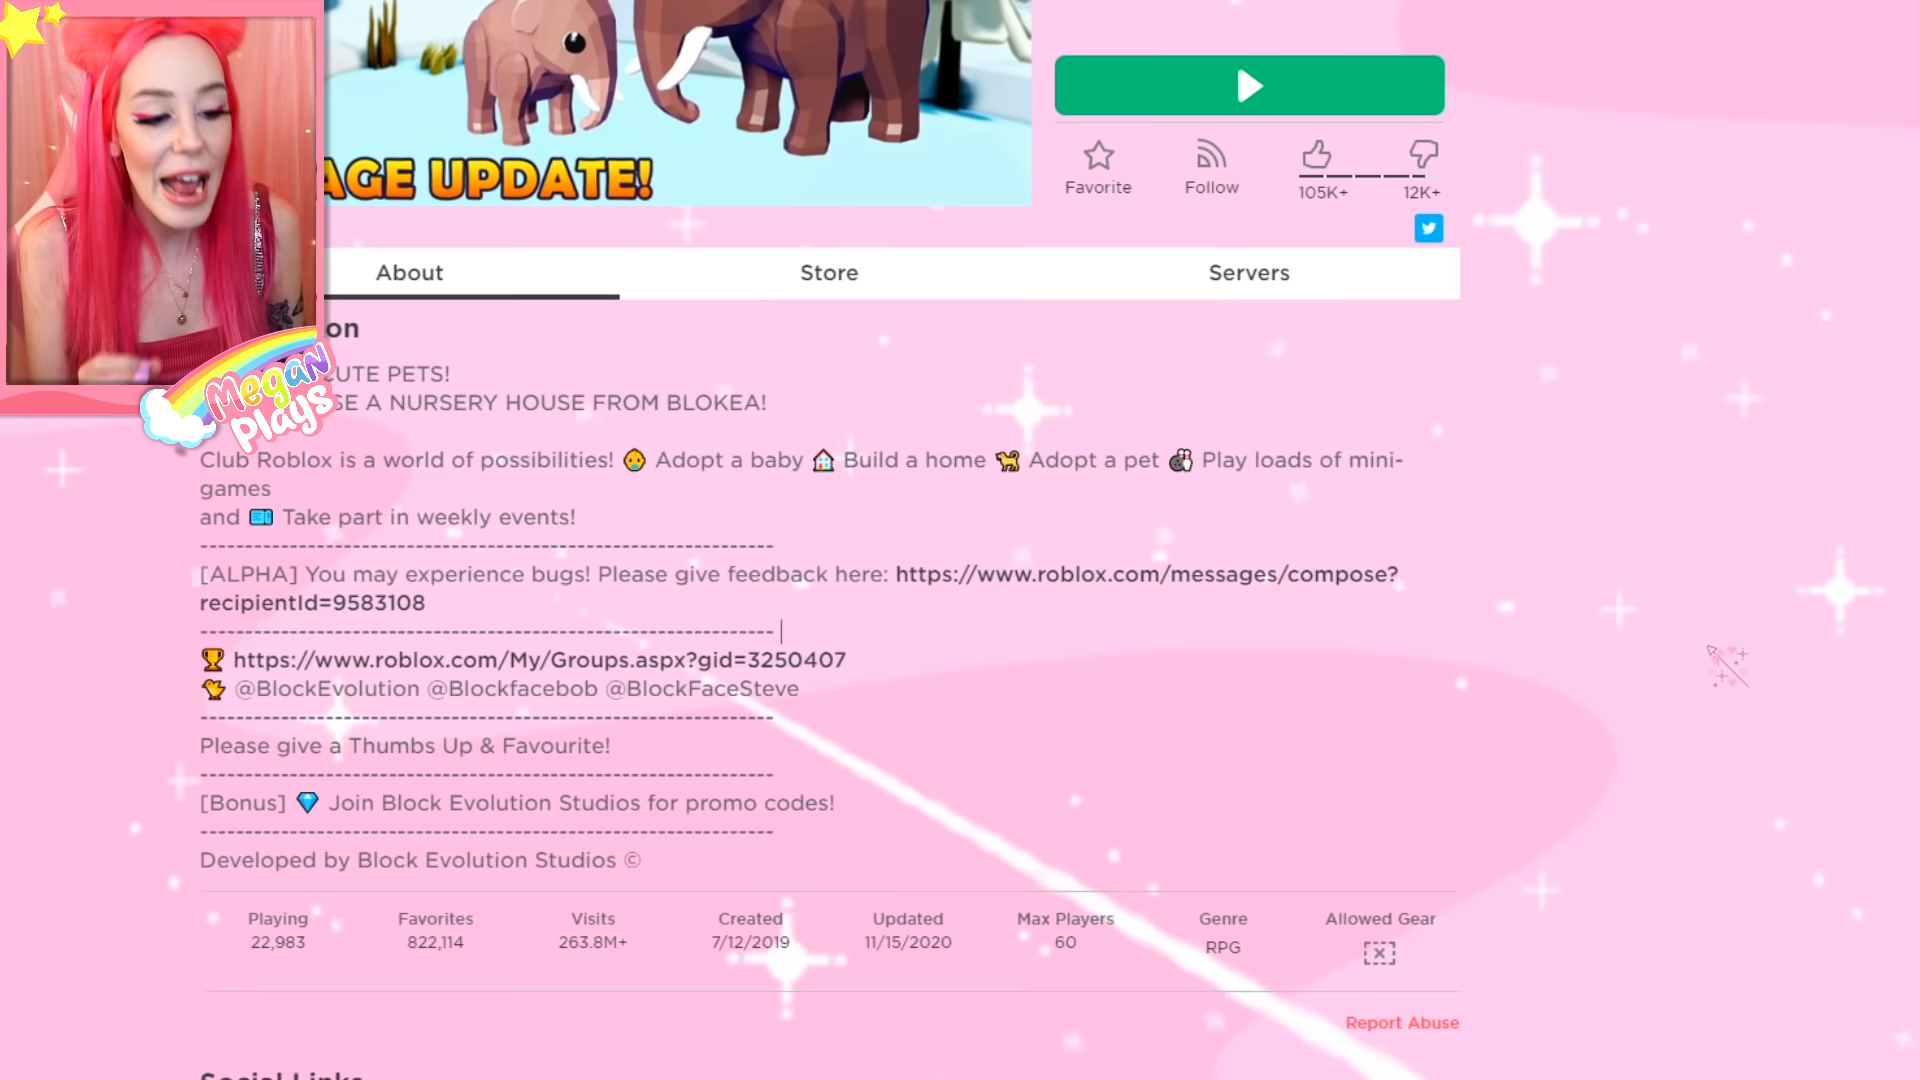 AGE UPDATE!
Favorite
Follow
105K+
12K+
About
Store
Servers
on
CUTE PETS!
SE A NURSERY HOUSE FROM BLOKEA!
Megan
Plays
Club Roblox is a world of possibilities! 👶 Adopt a baby 🏠 Build a home 🐕 Adopt a pet 🎳 Play loads of mini-
games
and 🎟 Take part in weekly events!
----------------------------------------------------------------
[ALPHA] You may experience bugs! Please give feedback here: https://www.roblox.com/messages/compose?
recipientId=9583108
----------------------------------------------------------------
🏆 https://www.roblox.com/My/Groups.aspx?gid=3250407
🐤 @BlockEvolution @Blockfacebob @BlockFaceSteve
----------------------------------------------------------------
Please give a Thumbs Up & Favourite!
----------------------------------------------------------------
[Bonus] 💎 Join Block Evolution Studios for promo codes!
----------------------------------------------------------------
Developed by Block Evolution Studios ©
Playing Favorites Visits Created Updated Max Players Genre Allowed Gear
22,983 822,114 263.8M+ 7/12/2019 11/15/2020 60 RPG
Report Abuse
Social Links